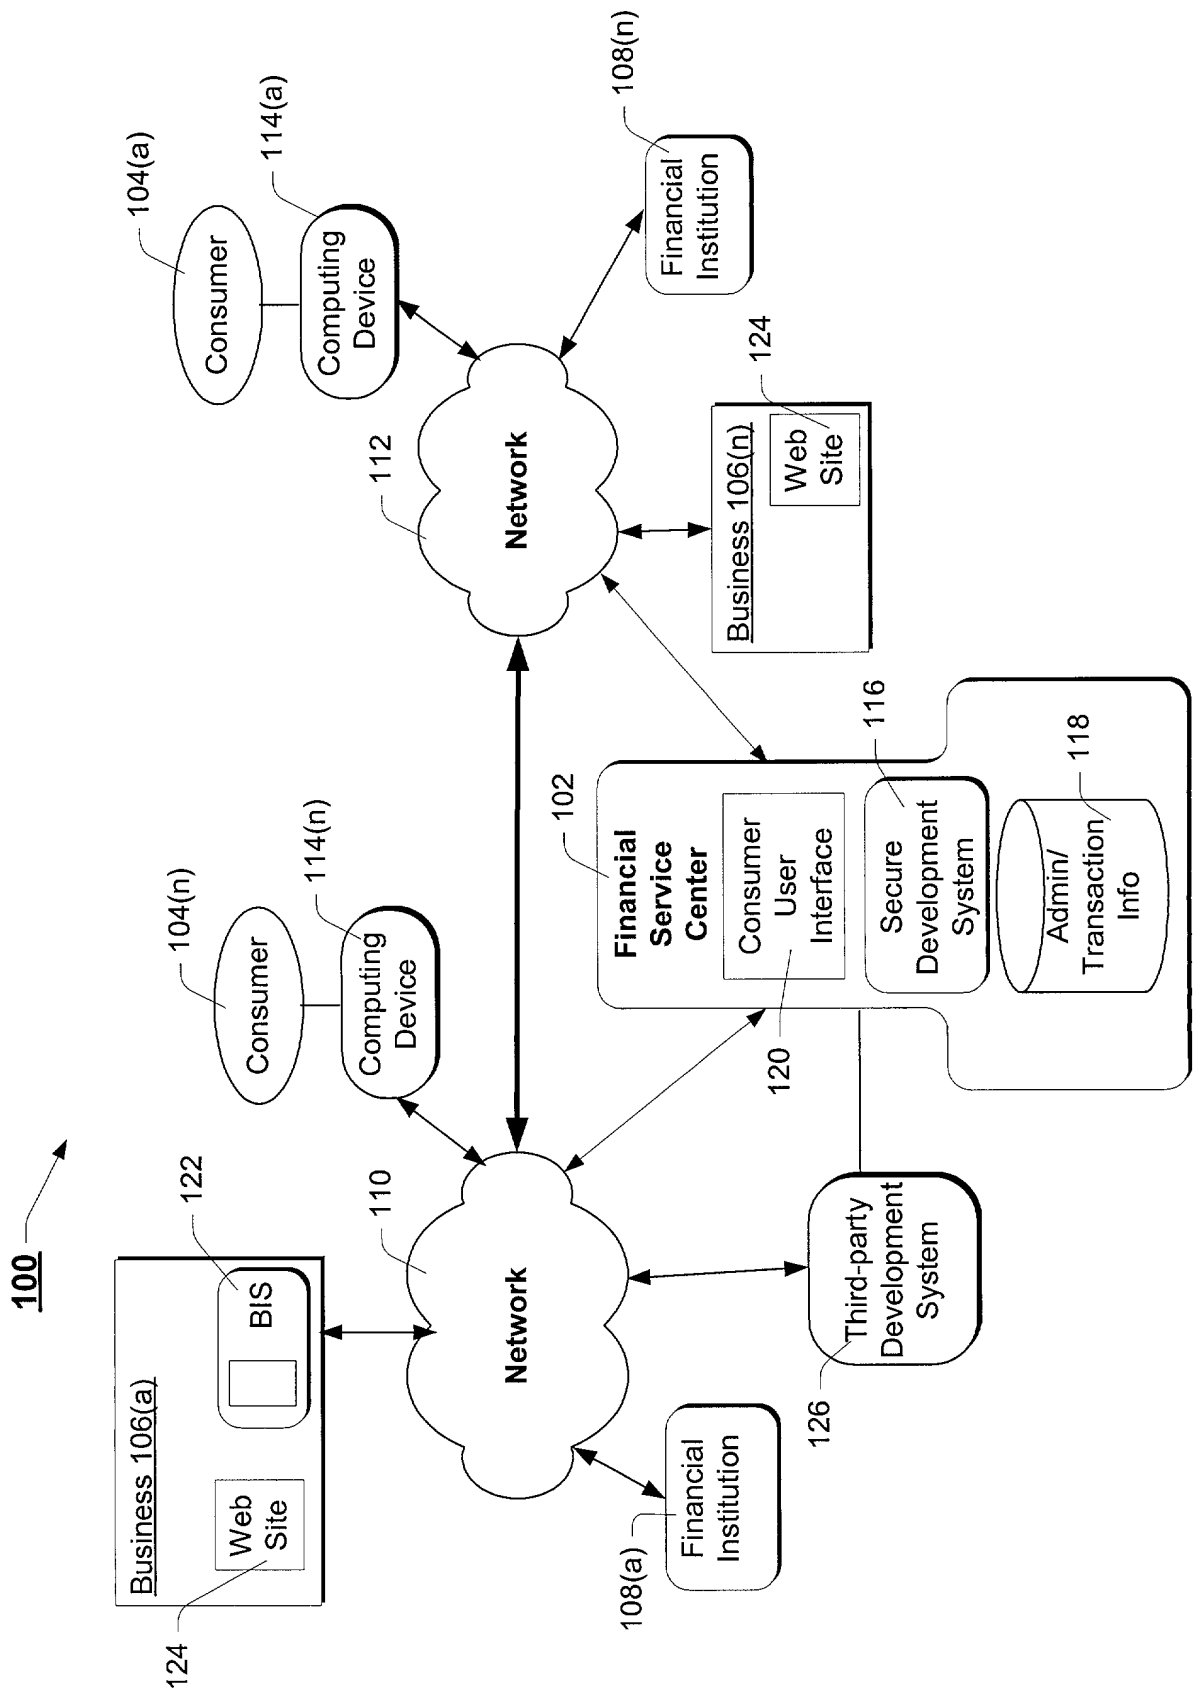 100
Business 106(a)
Web
Site
124
BIS
122
Consumer
104(n)
Computing
Device
114(n)
Consumer
104(a)
Computing
Device
114(a)
Network
110
Network
112
Financial
Institution
108(a)
Third-party
Development
System
126
Financial
Service
Center
102
Consumer
User
Interface
120
Secure
Development
System
116
Admin/
Transaction
Info
118
Business 106(n)
Web
Site
124
Financial
Institution
108(n)